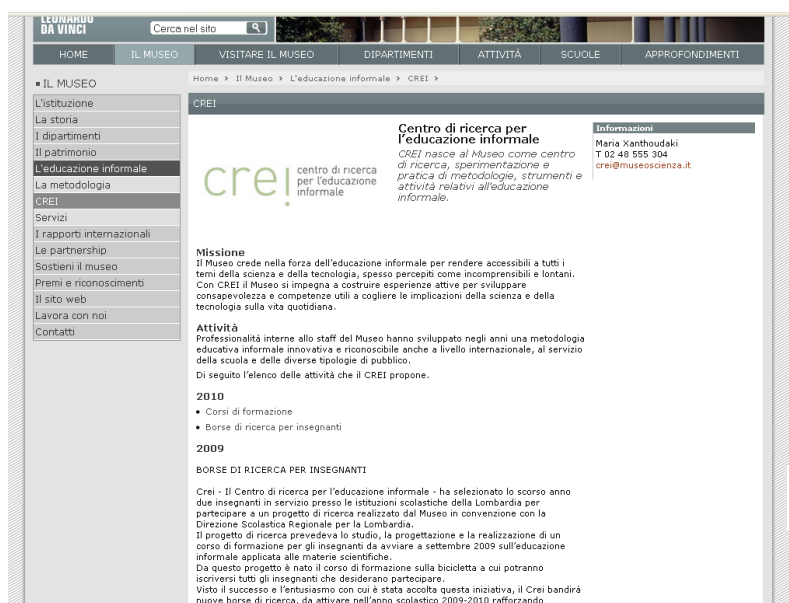 LEONARDO
DA VINCI
Cerca nel sito
HOME
IL MUSEO
VISITARE IL MUSEO
DIPARTIMENTI
ATTIVITÀ
SCUOLE
APPROFONDIMENTI
IL MUSEO
L'istituzione
La storia
I dipartimenti
Il patrimonio
L'educazione informale
La metodologia
CREI
Servizi
I rapporti internazionali
Le partnership
Sostieni il museo
Premi e riconoscimenti
Il sito web
Lavora con noi
Contatti
Home > Il Museo > L'educazione informale > CREI >
CREI
crei
centro di ricerca
per l'educazione
informale
Centro di ricerca per
l'educazione informale
CREI nasce al Museo come centro
di ricerca, sperimentazione e
pratica di metodologie, strumenti e
attività relativi all'educazione
informale.
Informazioni
Maria Xanthoudaki
T 02 48 555 304
crei@museoscienza.it
Missione
Il Museo crede nella forza dell'educazione informale per rendere accessibili a tutti i
temi della scienza e della tecnologia, spesso percepiti come incomprensibili e lontani.
Con CREI il Museo si impegna a costruire esperienze attive per sviluppare
consapevolezza e competenze utili a cogliere le implicazioni della scienza e della
tecnologia sulla vita quotidiana.
Attività
Professionalità interne allo staff del Museo hanno sviluppato negli anni una metodologia
educativa informale innovativa e riconoscibile anche a livello internazionale, al servizio
della scuola e delle diverse tipologie di pubblico.
Di seguito l'elenco delle attività che il CREI propone.
2010
• Corsi di formazione
• Borse di ricerca per insegnanti
2009
BORSE DI RICERCA PER INSEGNANTI
Crei - Il Centro di ricerca per l'educazione informale - ha selezionato lo scorso anno
due insegnanti in servizio presso le istituzioni scolastiche della Lombardia per
partecipare a un progetto di ricerca realizzato dal Museo in convenzione con la
Direzione Scolastica Regionale per la Lombardia.
Il progetto di ricerca prevedeva lo studio, la progettazione e la realizzazione di un
corso di formazione per gli insegnanti da avviare a settembre 2009 sull'educazione
informale applicata alle materie scientifiche.
Da questo progetto è nato il corso di formazione sulla bicicletta a cui potranno
iscriversi tutti gli insegnanti che desiderano partecipare.
Visto il successo e l'entusiasmo con cui è stata accolta questa iniziativa, il Crei bandirà
nuove borse di ricerca, da attivare nell'anno scolastico 2009-2010 rafforzando